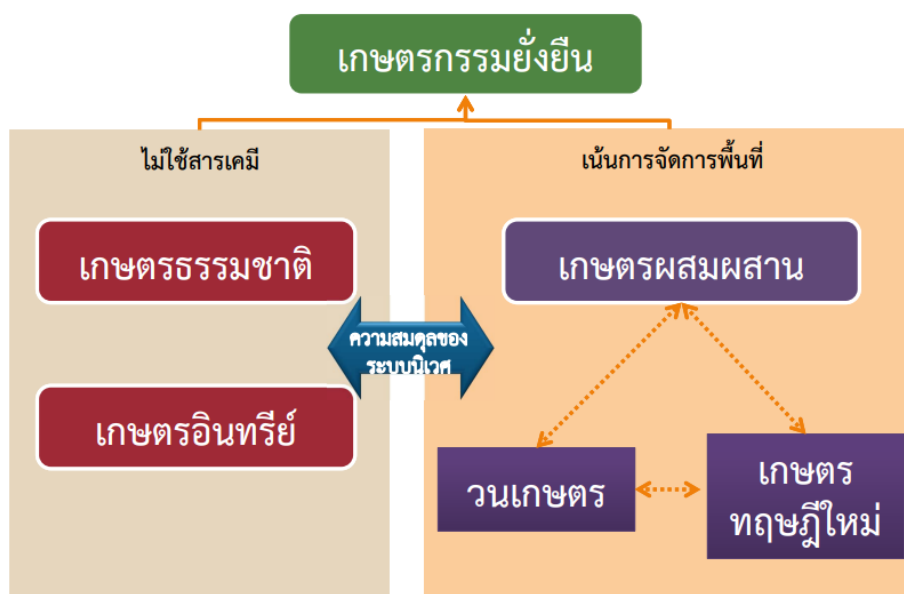 เกษตรกรรมยั่งยืน
ไม่ใช้สารเคมี
เกษตรธรรมชาติ
เกษตรอินทรีย์
ความสมดุลของ
ระบบนิเวศ
เน้นการจัดการพื้นที่
เกษตรผสมผสาน
วนเกษตร
เกษตร
ทฤษฎีใหม่